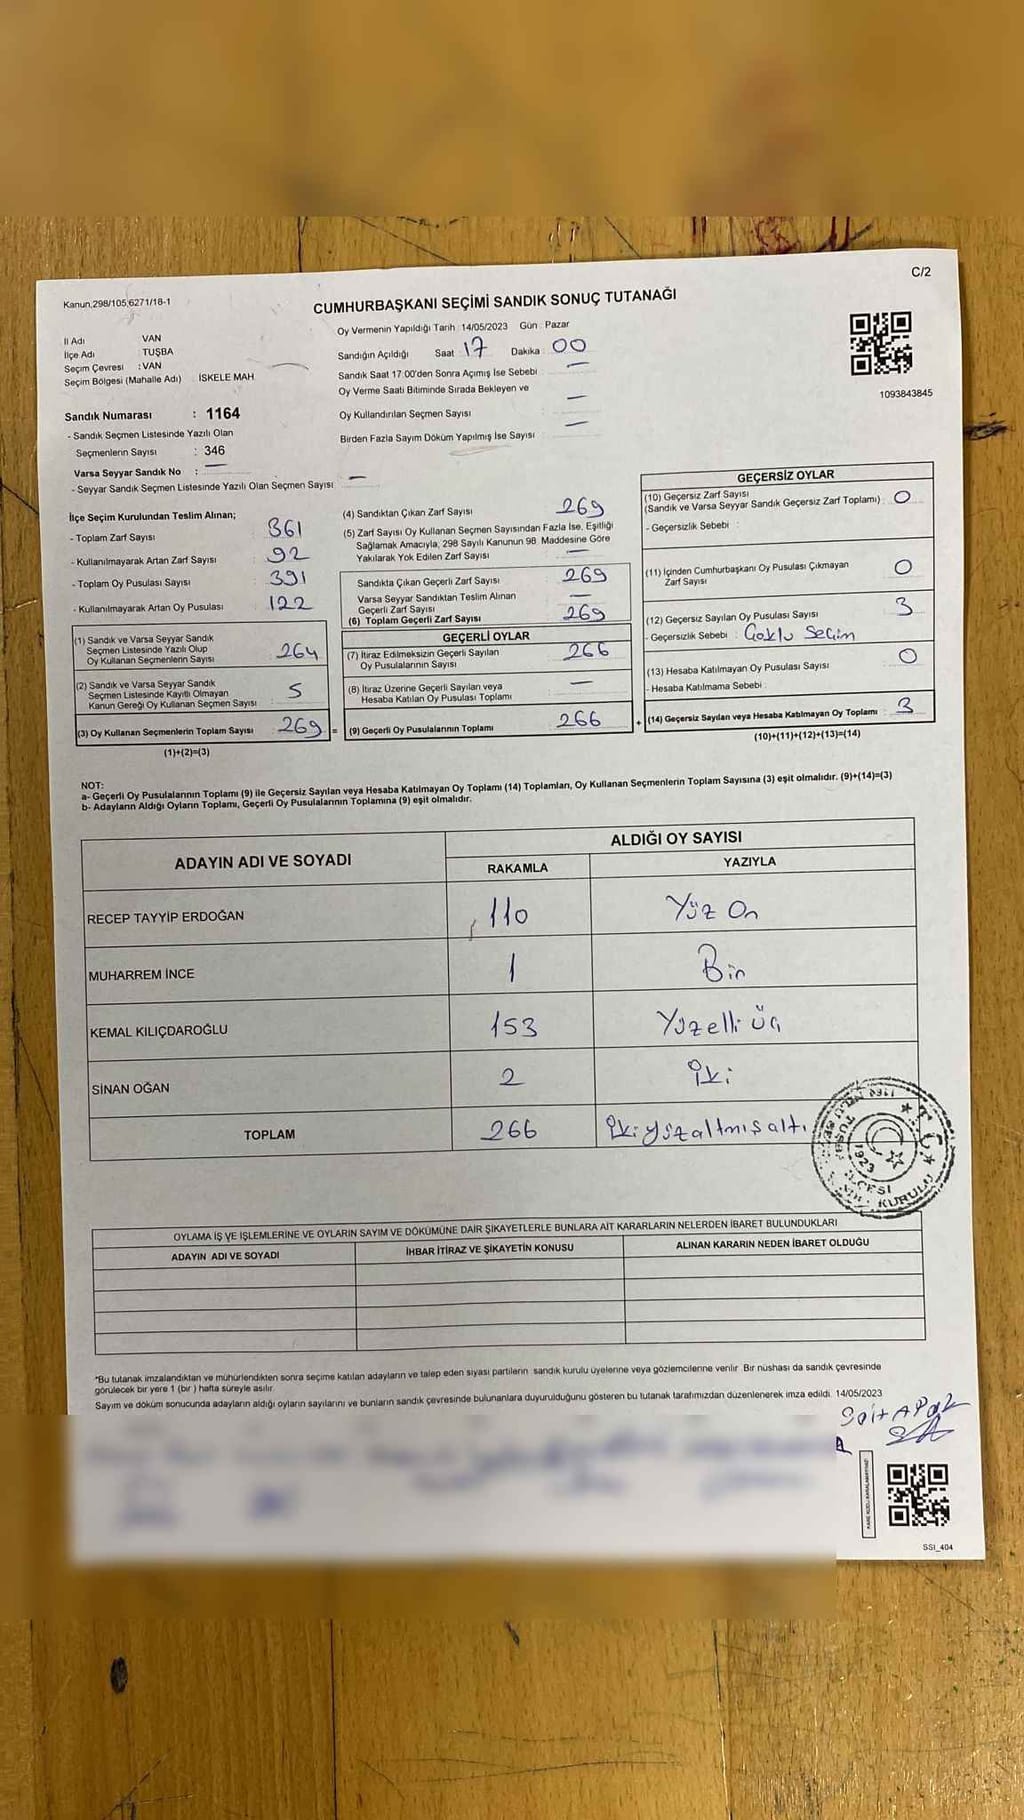 C/2
Kanun.298/105,6271/18-1
CUMHURBAŞKANI SEÇİMİ SANDIK SONUÇ TUTANAĞI
İl Adı VAN
İlçe Adı : TUŞBA
Seçim Çevresi : VAN
Seçim Bölgesi (Mahalle Adı) İSKELE MAH
Sandık Numarası : 1164
- Sandık Seçmen Listesinde Yazılı Olan
Seçmenlerin Sayısı : 346
Varsa Seyyar Sandık No : —
- Seyyar Sandık Seçmen Listesinde Yazılı Olan Seçmen Sayısı —
Oy Vermenin Yapıldığı Tarih : 14/05/2023 Gün : Pazar
Sandığın Açıldığı Saat 17 Dakika 00
Sandık Saat 17:00'den Sonra Açımış İse Sebebi —
Oy Verme Saati Bitiminde Sırada Bekleyen ve
Oy Kullandırılan Seçmen Sayısı —
Birden Fazla Sayım Döküm Yapılmış İse Sayısı —
1093843845
İlçe Seçim Kurulundan Teslim Alınan;
- Toplam Zarf Sayısı : 361
- Kullanılmayarak Artan Zarf Sayısı : 92
- Toplam Oy Pusulası Sayısı : 391
- Kullanılmayarak Artan Oy Pusulası : 122
(1) Sandık ve Varsa Seyyar Sandık
Seçmen Listesinde Yazılı Olup
Oy Kullanan Seçmenlerin Sayısı : 264
(2) Sandık ve Varsa Seyyar Sandık
Seçmen Listesinde Kayıtlı Olmayan
Kanun Gereği Oy Kullanan Seçmen Sayısı : 5
(3) Oy Kullanan Seçmenlerin Toplam Sayısı 269 =
(1)+(2)=(3)
(4) Sandıktan Çıkan Zarf Sayısı 269
(5) Zarf Sayısı Oy Kullanan Seçmen Sayısından Fazla İse, Eşitliği
Sağlamak Amacıyla, 298 Sayılı Kanunun 98. Maddesine Göre
Yakılarak Yok Edilen Zarf Sayısı —
Sandıkta Çıkan Geçerli Zarf Sayısı 269
Varsa Seyyar Sandıktan Teslim Alınan
Geçerli Zarf Sayısı —
(6) Toplam Geçerli Zarf Sayısı 269
GEÇERLİ OYLAR
(7) İtiraz Edilmeksizin Geçerli Sayılan
Oy Pusulalarının Sayısı 266
(8) İtiraz Üzerine Geçerli Sayılan veya
Hesaba Katılan Oy Pusulası Toplamı —
(9) Geçerli Oy Pusulalarının Toplamı 266 +
GEÇERSİZ OYLAR
(10) Geçersiz Zarf Sayısı
(Sandık ve Varsa Seyyar Sandık Geçersiz Zarf Toplamı) : 0
- Geçersizlik Sebebi :
(11) İçinden Cumhurbaşkanı Oy Pusulası Çıkmayan
Zarf Sayısı 0
(12) Geçersiz Sayılan Oy Pusulası Sayısı 3
- Geçersizlik Sebebi : Çoklu Seçim
(13) Hesaba Katılmayan Oy Pusulası Sayısı 0
- Hesaba Katılmama Sebebi :
(14) Geçersiz Sayılan veya Hesaba Katılmayan Oy Toplamı : 3
(10)+(11)+(12)+(13)=(14)
NOT:
a- Geçerli Oy Pusulalarının Toplamı (9) ile Geçersiz Sayılan veya Hesaba Katılmayan Oy Toplamı (14) Toplamları, Oy Kullanan Seçmenlerin Toplam Sayısına (3) eşit olmalıdır. (9)+(14)=(3)
b- Adayların Aldığı Oyların Toplamı, Geçerli Oy Pusulalarının Toplamına (9) eşit olmalıdır.
ADAYIN ADI VE SOYADI ALDIĞI OY SAYISI
RAKAMLA YAZIYLA
RECEP TAYYİP ERDOĞAN 110 Yüz On
MUHARREM İNCE 1 Bir
KEMAL KILIÇDAROĞLU 153 Yüzelli üç
SİNAN OĞAN 2 iki
TOPLAM 266 ikiyüzaltmışaltı
T.C.
1923
TUŞBA
İLÇESİ
KURULU
OYLAMA İŞ VE İŞLEMLERİNE VE OYLARIN SAYIM VE DÖKÜMÜNE DAİR ŞİKAYETLERLE BUNLARA AİT KARARLARIN NELERDEN İBARET BULUNDUKLARI
ADAYIN ADI VE SOYADI İHBAR İTİRAZ VE ŞİKAYETİN KONUSU ALINAN KARARIN NEDEN İBARET OLDUĞU
*Bu tutanak imzalandıktan ve mühürlendikten sonra seçime katılan adayların ve talep eden siyasi partilerin sandık kurulu üyelerine veya gözlemcilerine verilir. Bir nüshası da sandık çevresinde
görülecek bir yere 1 (bir) hafta süreyle asılır.
Sayım ve döküm sonucunda adayların aldığı oyların sayılarını ve bunların sandık çevresinde bulunanlara duyurulduğunu gösteren bu tutanak tarafımızdan düzenlenerek imza edildi. 14/05/2023
Sait APak
SSI_404